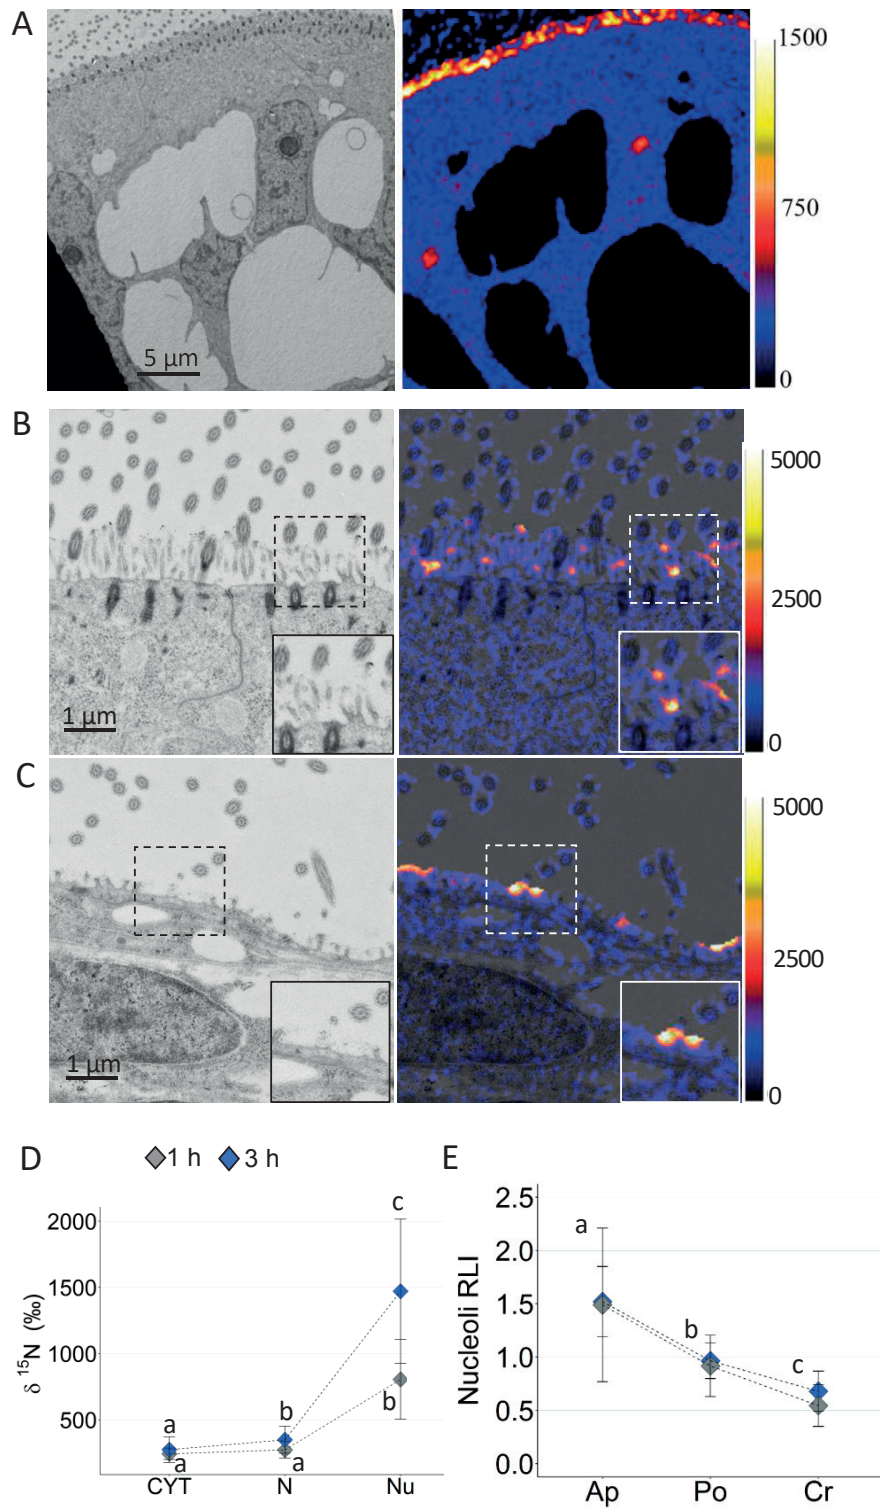 A
1500
750
0
5 μm
B
5000
2500
0
1 μm
C
5000
2500
0
1 μm
D
1 h
3 h
E
δ 15N (‰)
2000
1500
1000
500
a
a
b
a
c
b
CYT
N
Nu
Nucleoli RLI
2.5
2.0
1.5
1.0
0.5
0.0
a
b
c
Ap
Po
Cr